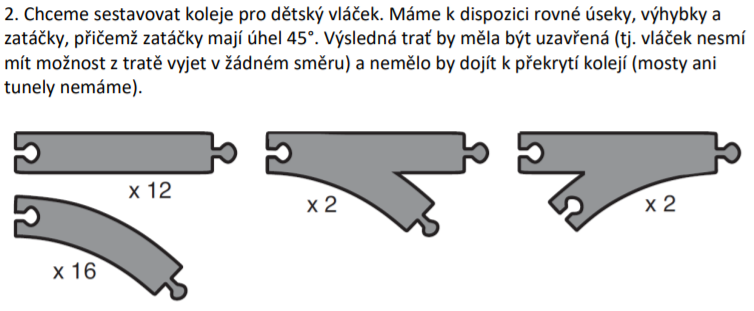 2. Chceme sestavovat koleje pro dětský vláček. Máme k dispozici rovné úseky, výhybky a
zatáčky, přičemž zatáčky mají úhel 45°. Výsledná trať by měla být uzavřená (tj. vláček nesmí
mít možnost z tratě vyjet v žádném směru) a nemělo by dojít k překrytí kolejí (mosty ani
tunely nemáme).
x 12
x 2
x 2
x 16